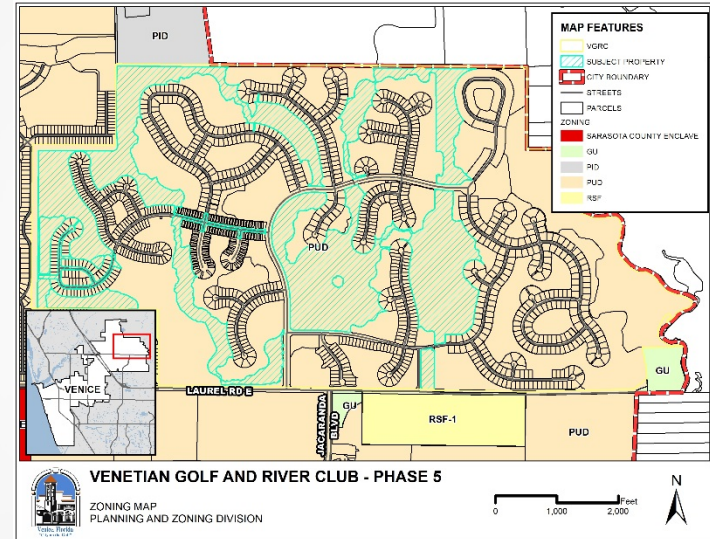 PID
MAP FEATURES
VGRC
SUBJECT PROPERTY
CITY BOUNDARY
STREETS
PARCELS
ZONING
SARASOTA COUNTY ENCLAVE
GU
PID
PUD
RSF
PUD
GU
VENICE
LAUREL RD E
JACARANDA
BLVD
GU
RSF-1
PUD
VENETIAN GOLF AND RIVER CLUB - PHASE 5
ZONING MAP
PLANNING AND ZONING DIVISION
Venice, Florida
0 1,000 2,000
Feet
N